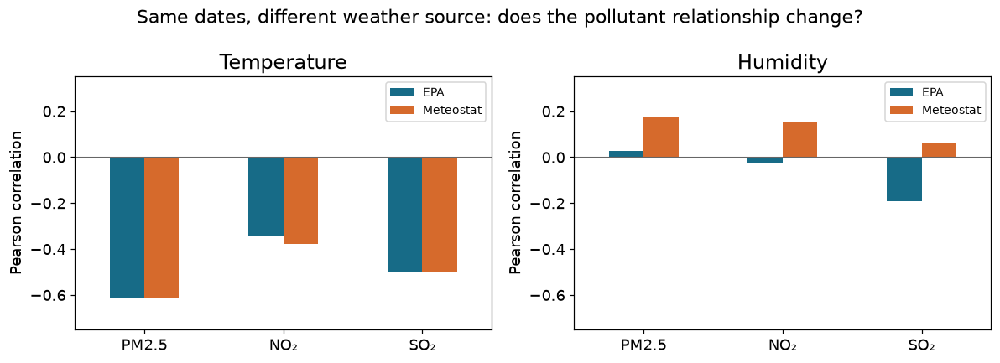 Same dates, different weather source: does the pollutant relationship change?
Temperature
EPA
Meteostat
0.2
0.0
−0.2
−0.4
−0.6
Pearson correlation
PM2.5
NO₂
SO₂
Humidity
EPA
Meteostat
0.2
0.0
−0.2
−0.4
−0.6
Pearson correlation
PM2.5
NO₂
SO₂